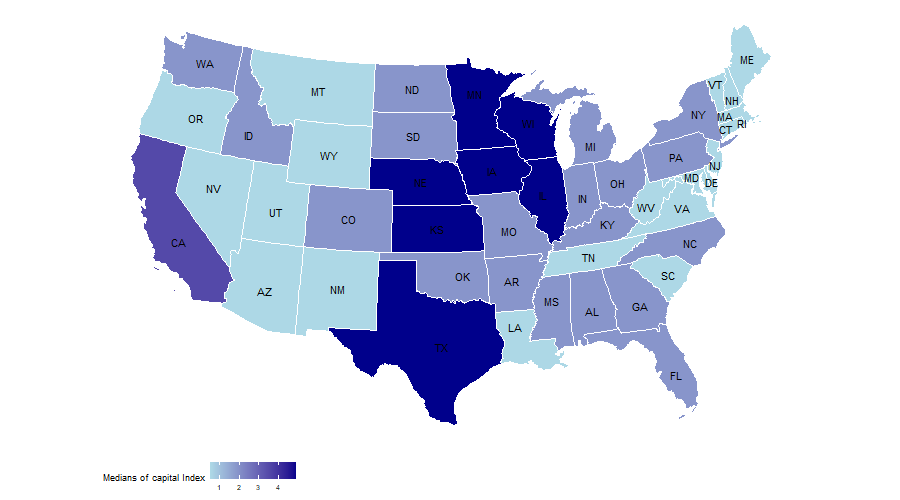 ME
WA
VT
MT
ND
MN
NH
OR
NY
MA
RI
WI
CT
ID
SD
MI
PA
WY
NJ
IA
MD
NE
OH
DE
NV
IL
IN
UT
WV
VA
CO
KY
KS
MO
CA
NC
TN
SC
OK
AR
AZ
NM
MS
GA
AL
LA
TX
FL
Medians of capital Index
1 2 3 4